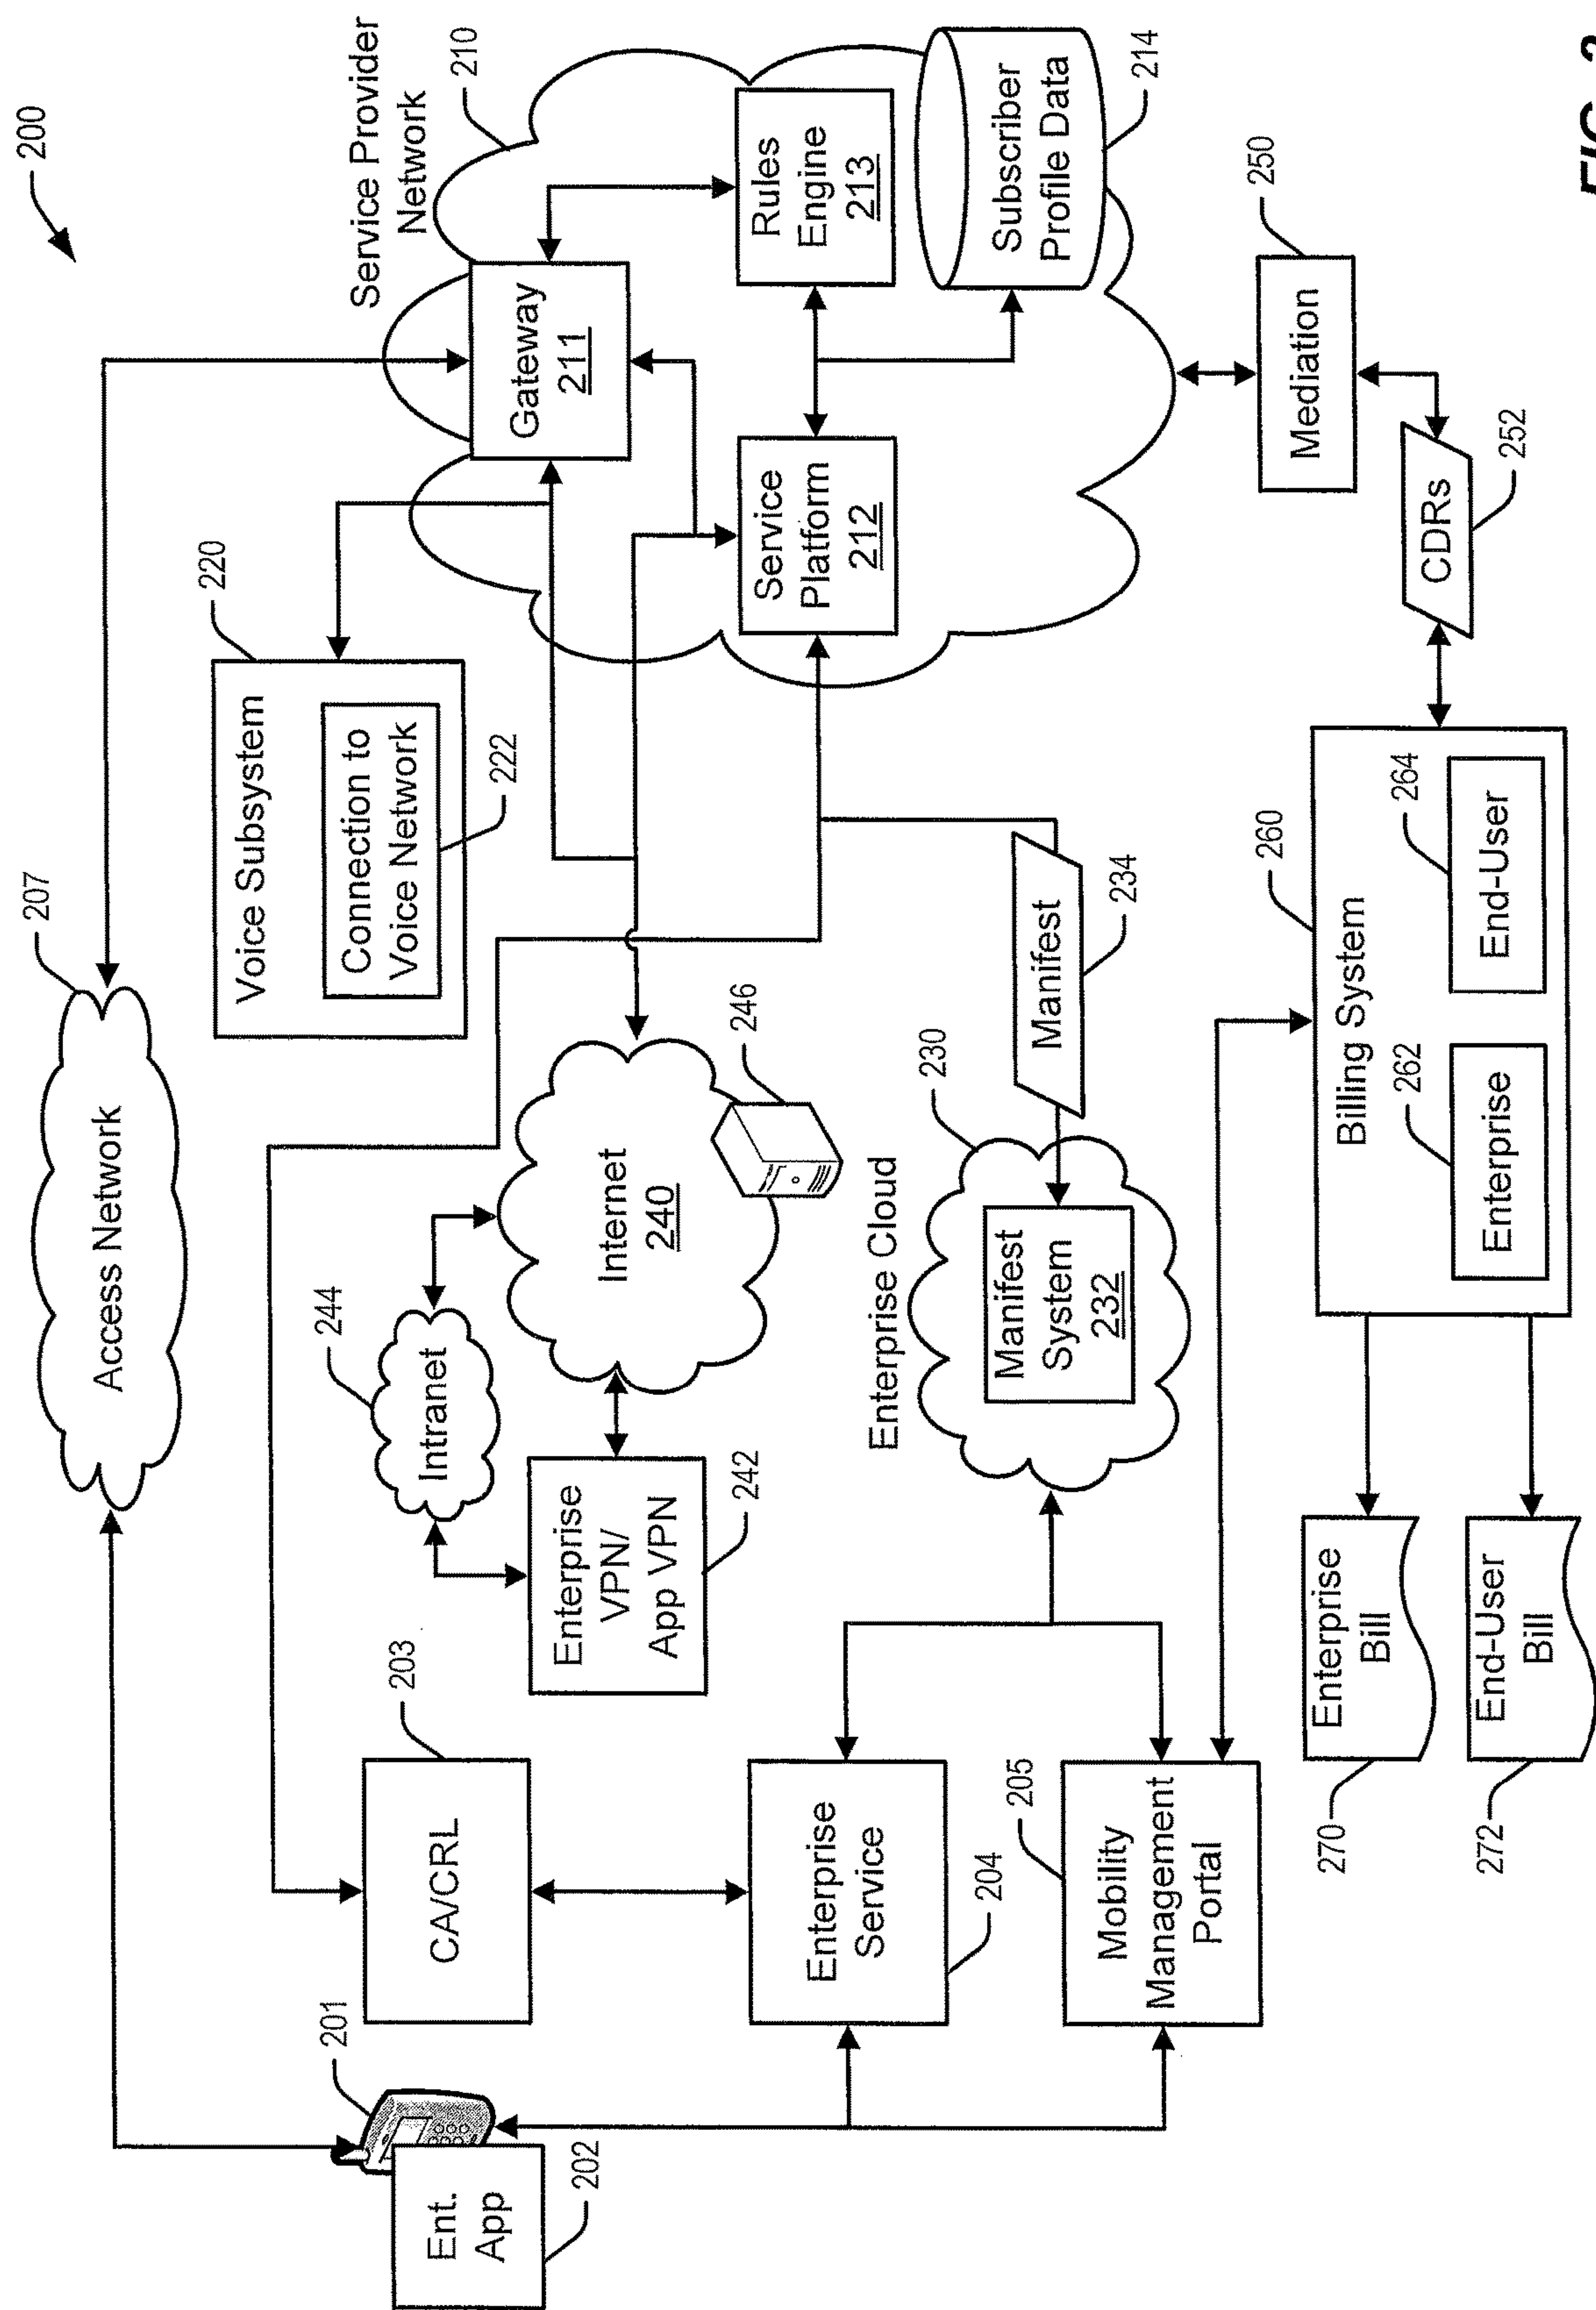 200
207
Access Network
220
Voice Subsystem
Connection to
Voice Network
222
Service Provider
Network
210
Gateway
211
Rules
Engine
213
Service
Platform
212
Subscriber
Profile Data
214
201
Ent.
App
202
203
CA/CRL
244
Intranet
Enterprise
VPN/
App VPN
242
Internet
240
246
Enterprise
Service
204
205
Mobility
Management
Portal
Enterprise Cloud
230
Manifest
System
232
Manifest
234
250
Mediation
CDRs
252
260
Billing System
262
Enterprise
264
End-User
Enterprise
Bill
270
End-User
Bill
272
FIG. 2